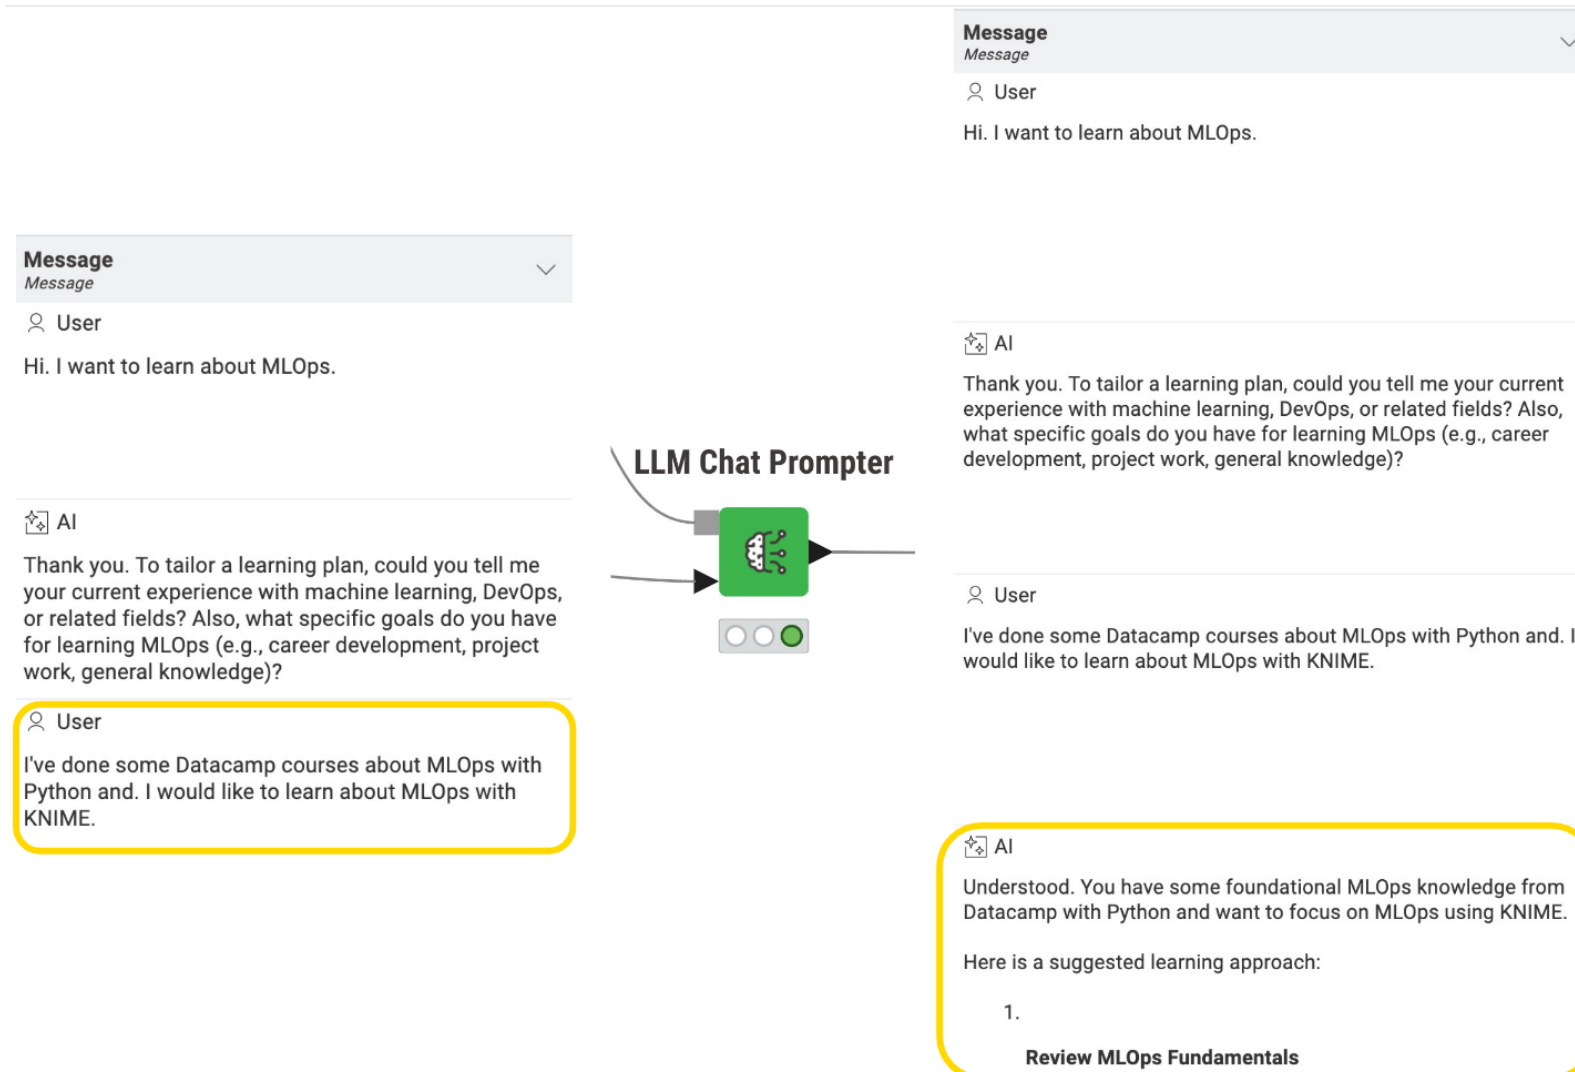 Message
Message
User
Hi. I want to learn about MLOps.
AI
Thank you. To tailor a learning plan, could you tell me
your current experience with machine learning, DevOps,
or related fields? Also, what specific goals do you have
for learning MLOps (e.g., career development, project
work, general knowledge)?
User
I've done some Datacamp courses about MLOps with
Python and. I would like to learn about MLOps with
KNIME.
LLM Chat Prompter
Message
Message
User
Hi. I want to learn about MLOps.
AI
Thank you. To tailor a learning plan, could you tell me your current
experience with machine learning, DevOps, or related fields? Also,
what specific goals do you have for learning MLOps (e.g., career
development, project work, general knowledge)?
User
I've done some Datacamp courses about MLOps with Python and. I
would like to learn about MLOps with KNIME.
AI
Understood. You have some foundational MLOps knowledge from
Datacamp with Python and want to focus on MLOps using KNIME.
Here is a suggested learning approach:
1.
Review MLOps Fundamentals